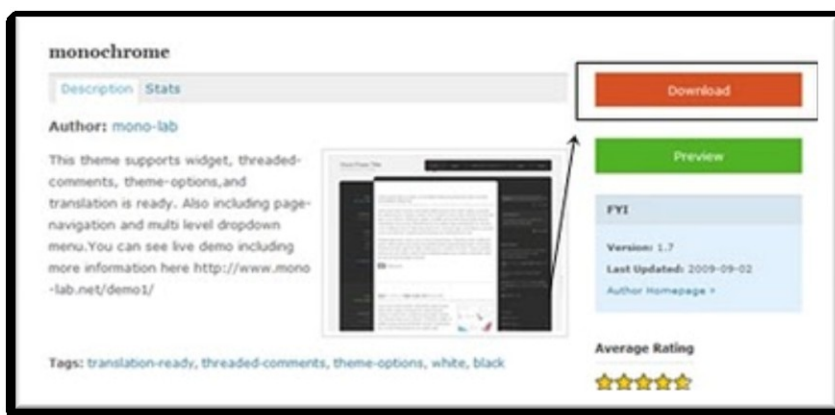 monochrome
Description Stats
Author: mono-lab
This theme supports widget, threaded-
comments, theme-options,and
translation is ready. Also including page-
navigation and multi level dropdown
menu.You can see live demo including
more information here http://www.mono
-lab.net/demo1/
Tags: translation-ready, threaded-comments, theme-options, white, black
Download
Preview
FYI
Version: 1.7
Last Updated: 2009-09-02
Author Homepage »
Average Rating